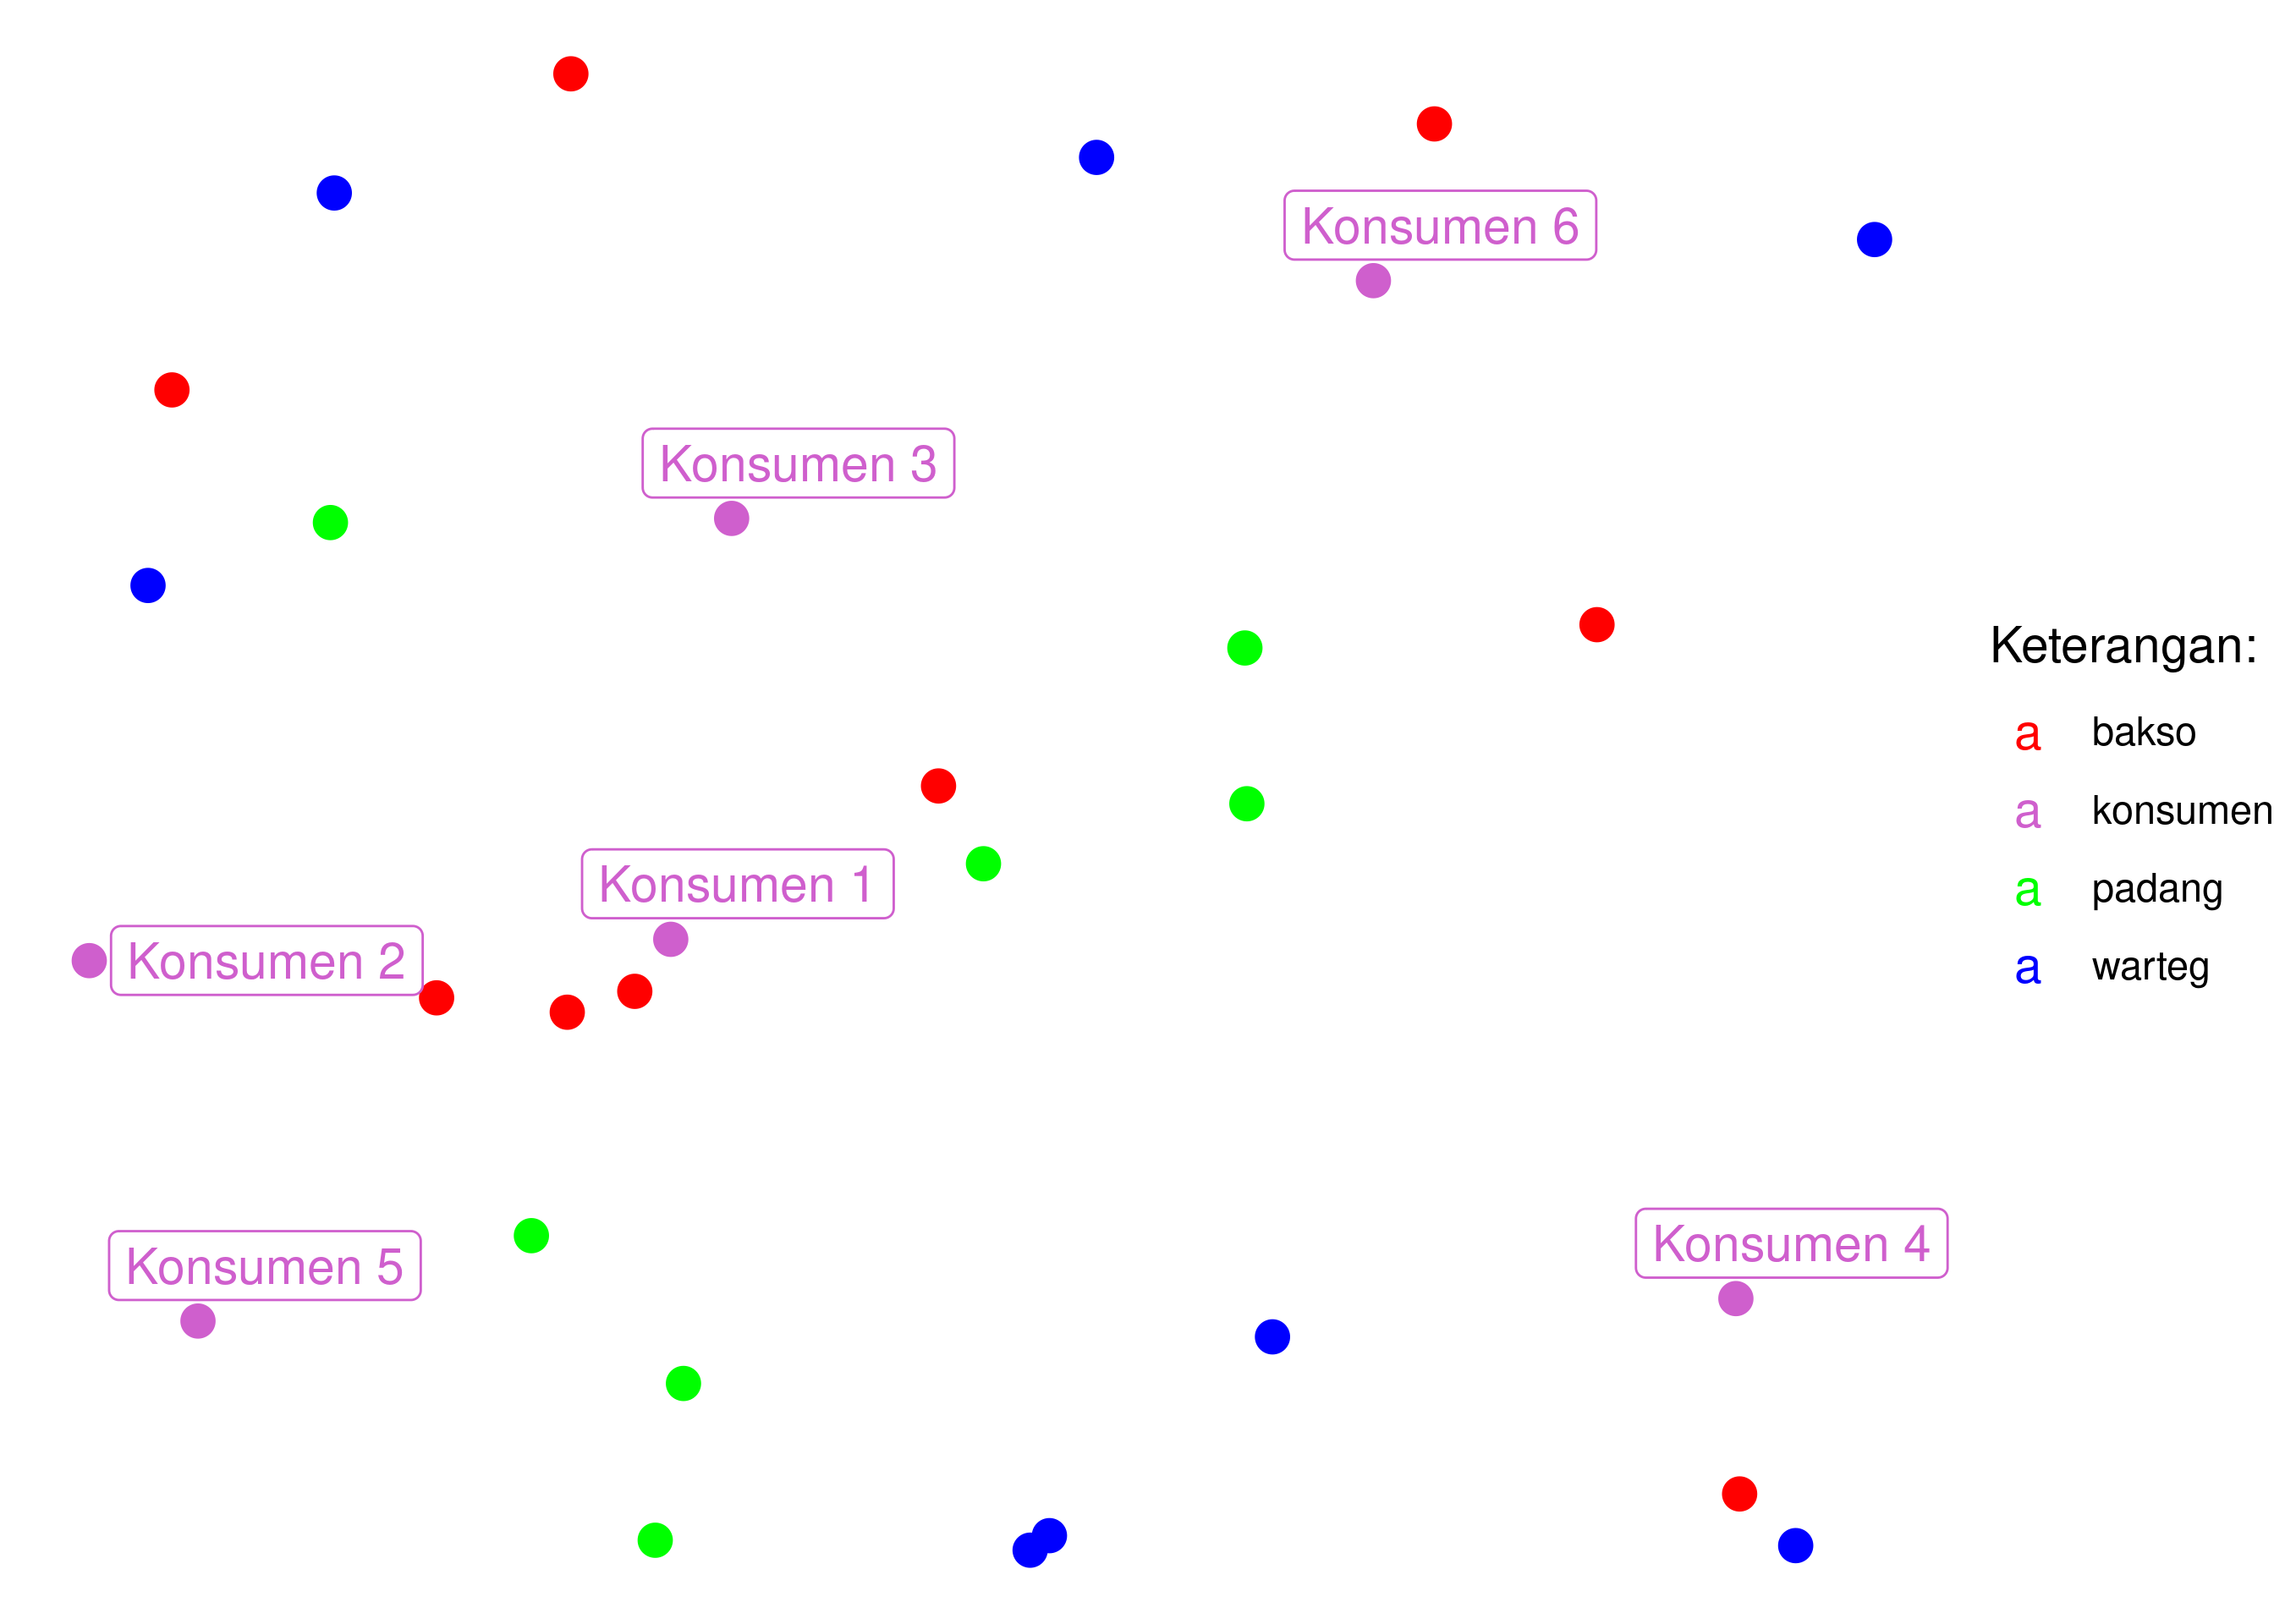 Konsumen 6
Konsumen 3
Konsumen 1
Konsumen 2
Konsumen 5
Konsumen 4
Keterangan:
a bakso
a konsumen
a padang
a warteg